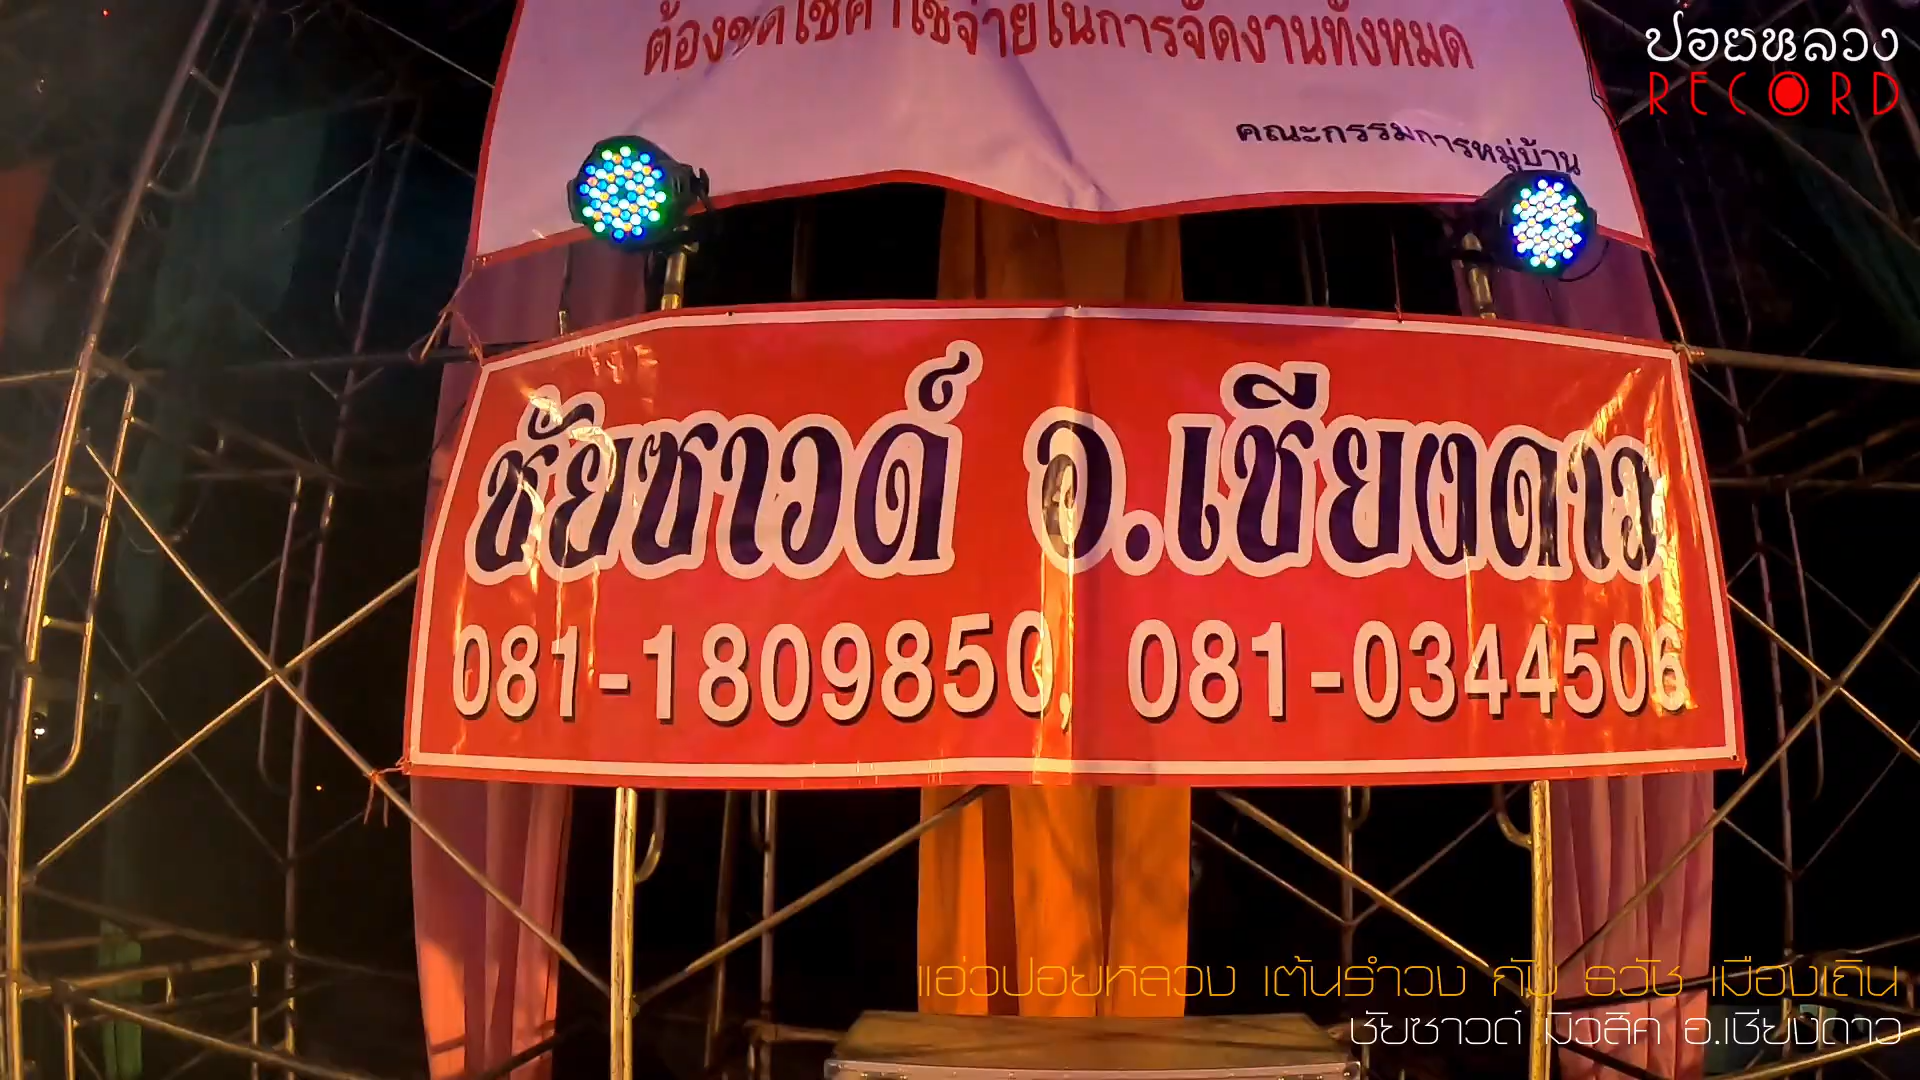 ต้องชดใช้ค่าใช้จ่ายในการจัดงานทั้งหมด
คณะกรรมการหมู่บ้าน
ปอยหลวง
RECORD
ชัยซาวด์ อ.เชียงดาว
081-1809850, 081-0344506
แอ่วปอยหลวง เต้นรำวง กับ ธวัช เมืองเถิน
ชัยซาวด์ มิวสิค อ.เชียงดาว